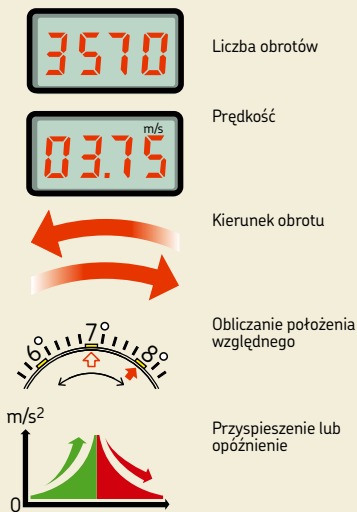 3570
Liczba obrotów
Prędkość
m/s
03.75
Kierunek obrotu
6° 7° 8°
Obliczanie położenia
względnego
m/s²
Przyspieszenie lub
opóźnienie
0